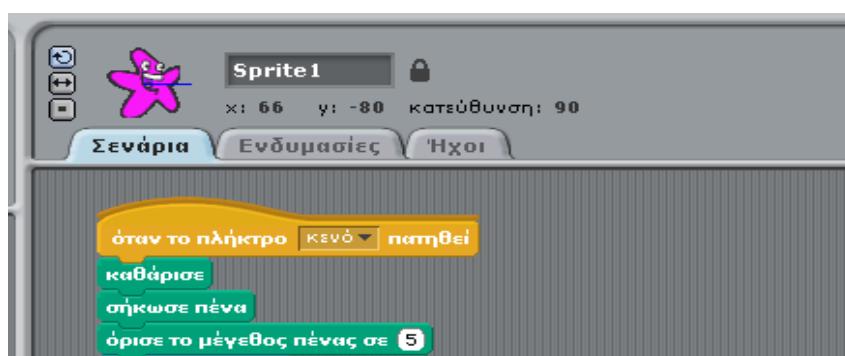 Sprite1
x: 66 y: -80 κατεύθυνση: 90
Σενάρια Ενδυμασίες Ήχοι
όταν το πλήκτρο κενό πατηθεί
καθάρισε
σήκωσε πένα
όρισε το μέγεθος πένας σε 5